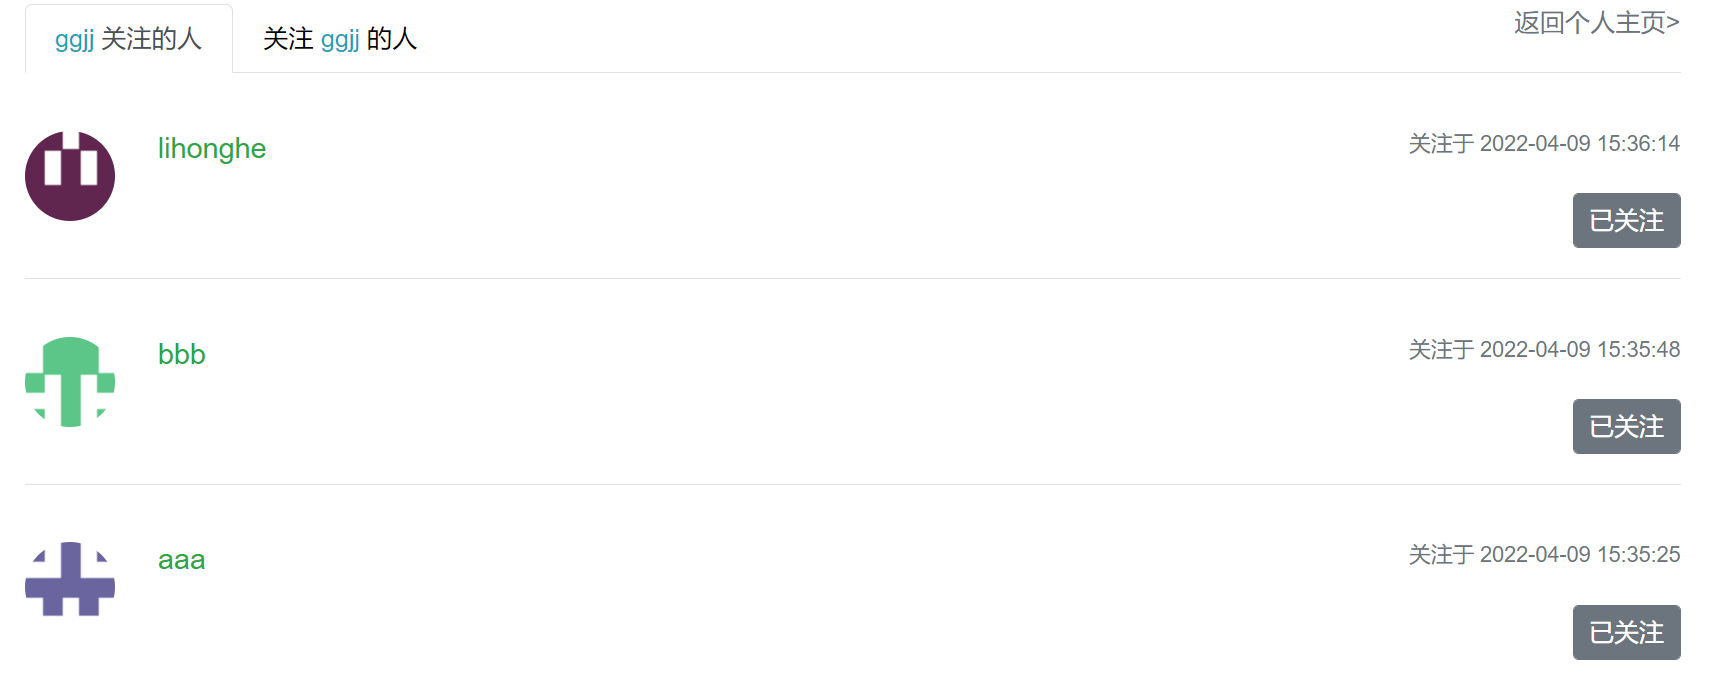 ggjj 关注的人 关注 ggjj 的人 返回个人主页>
lihonghe 关注于 2022-04-09 15:36:14
已关注
bbb 关注于 2022-04-09 15:35:48
已关注
aaa 关注于 2022-04-09 15:35:25
已关注